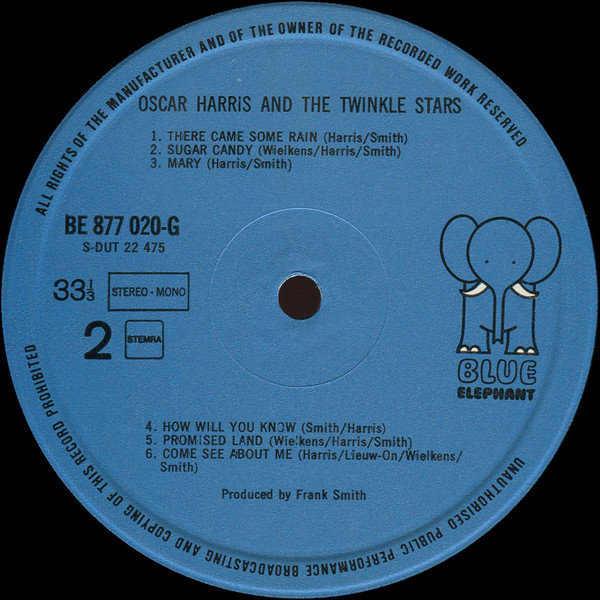 ALL RIGHTS OF THE MANUFACTURER AND OF THE OWNER OF THE RECORDED WORK RESERVED
OSCAR HARRIS AND THE TWINKLE STARS
1. THERE CAME SOME RAIN (Harris/Smith)
2. SUGAR CANDY (Wielkens/Harris/Smith)
3. MARY (Harris/Smith)
BE 877 020-G
S-DUT 22 475
33⅓ STEREO - MONO
2 STEMRA
BLUE
ELEPHANT
4. HOW WILL YOU KNOW (Smith/Harris)
5. PROMISED LAND (Wielkens/Harris/Smith)
6. COME SEE ABOUT ME (Harris/Lieuw-On/Wielkens/
Smith)
Produced by Frank Smith
UNAUTHORISED PUBLIC PERFORMANCE BROADCASTING AND COPYING OF THIS RECORD PROHIBITED